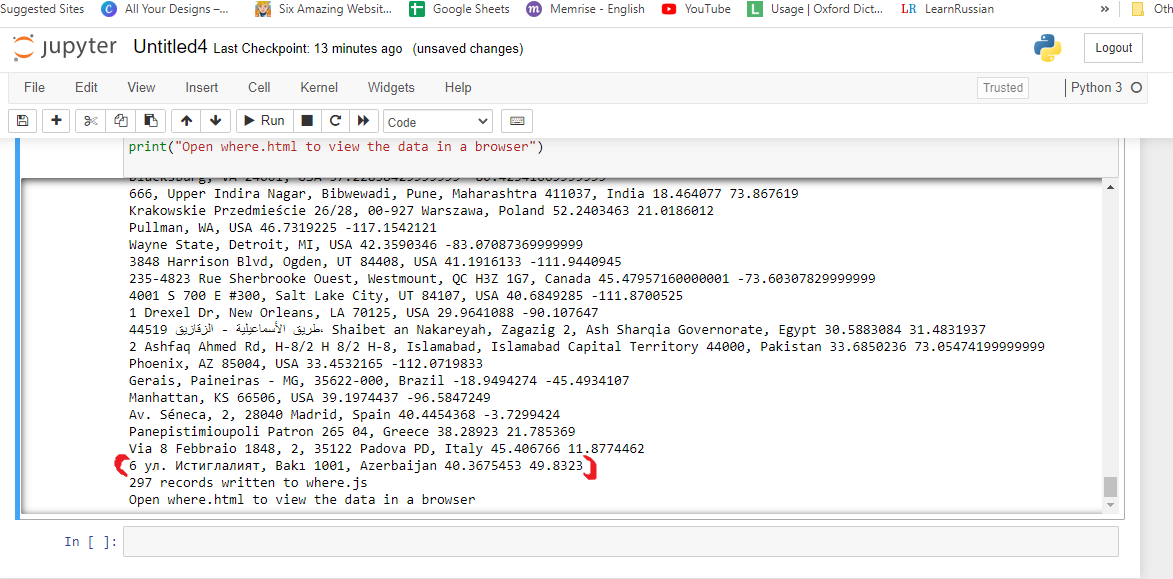 Suggested Sites All Your Designs –... Six Amazing Websit... Google Sheets Memrise - English YouTube Usage | Oxford Dict... LR LearnRussian » Oth
jupyter Untitled4 Last Checkpoint: 13 minutes ago (unsaved changes) Logout
File Edit View Insert Cell Kernel Widgets Help Trusted Python 3
Run Code
print("Open where.html to view the data in a browser")
666, Upper Indira Nagar, Bibwewadi, Pune, Maharashtra 411037, India 18.464077 73.867619
Krakowskie Przedmieście 26/28, 00-927 Warszawa, Poland 52.2403463 21.0186012
Pullman, WA, USA 46.7319225 -117.1542121
Wayne State, Detroit, MI, USA 42.3590346 -83.07087369999999
3848 Harrison Blvd, Ogden, UT 84408, USA 41.1916133 -111.9440945
235-4823 Rue Sherbrooke Ouest, Westmount, QC H3Z 1G7, Canada 45.47957160000001 -73.60307829999999
4001 S 700 E #300, Salt Lake City, UT 84107, USA 40.6849285 -111.8700525
1 Drexel Dr, New Orleans, LA 70125, USA 29.9641088 -90.107647
44519 طريق الأسماعيلية - الزقازيق، Shaibet an Nakareyah, Zagazig 2, Ash Sharqia Governorate, Egypt 30.5883084 31.4831937
2 Ashfaq Ahmed Rd, H-8/2 H 8/2 H-8, Islamabad, Islamabad Capital Territory 44000, Pakistan 33.6850236 73.05474199999999
Phoenix, AZ 85004, USA 33.4532165 -112.0719833
Gerais, Paineiras - MG, 35622-000, Brazil -18.9494274 -45.4934107
Manhattan, KS 66506, USA 39.1974437 -96.5847249
Av. Séneca, 2, 28040 Madrid, Spain 40.4454368 -3.7299424
Panepistimioupoli Patron 265 04, Greece 38.28923 21.785369
Via 8 Febbraio 1848, 2, 35122 Padova PD, Italy 45.406766 11.8774462
6 ул. Истиглалият, Bakı 1001, Azerbaijan 40.3675453 49.8323
297 records written to where.js
Open where.html to view the data in a browser
In [ ]: